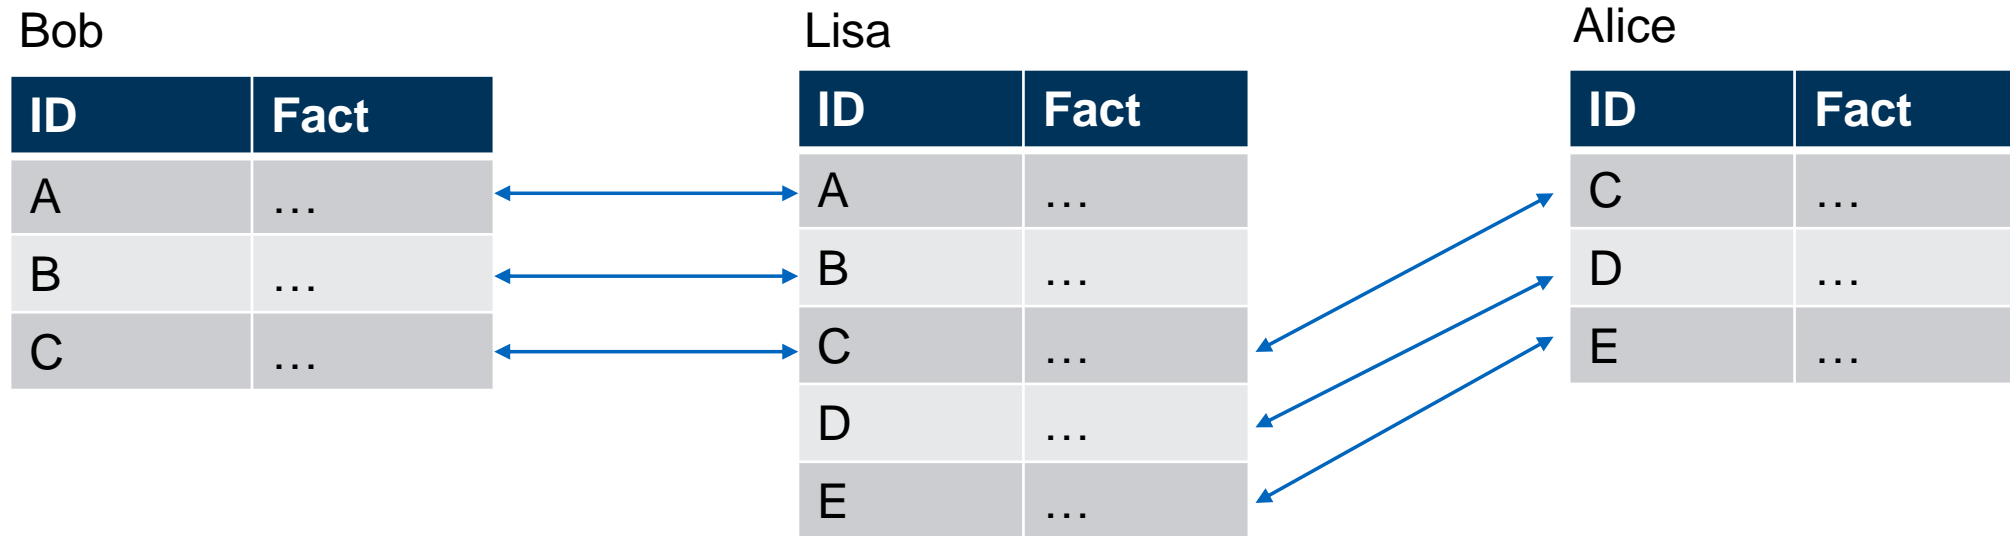 Bob
ID Fact
A …
B …
C …
Lisa
ID Fact
A …
B …
C …
D …
E …
Alice
ID Fact
C …
D …
E …